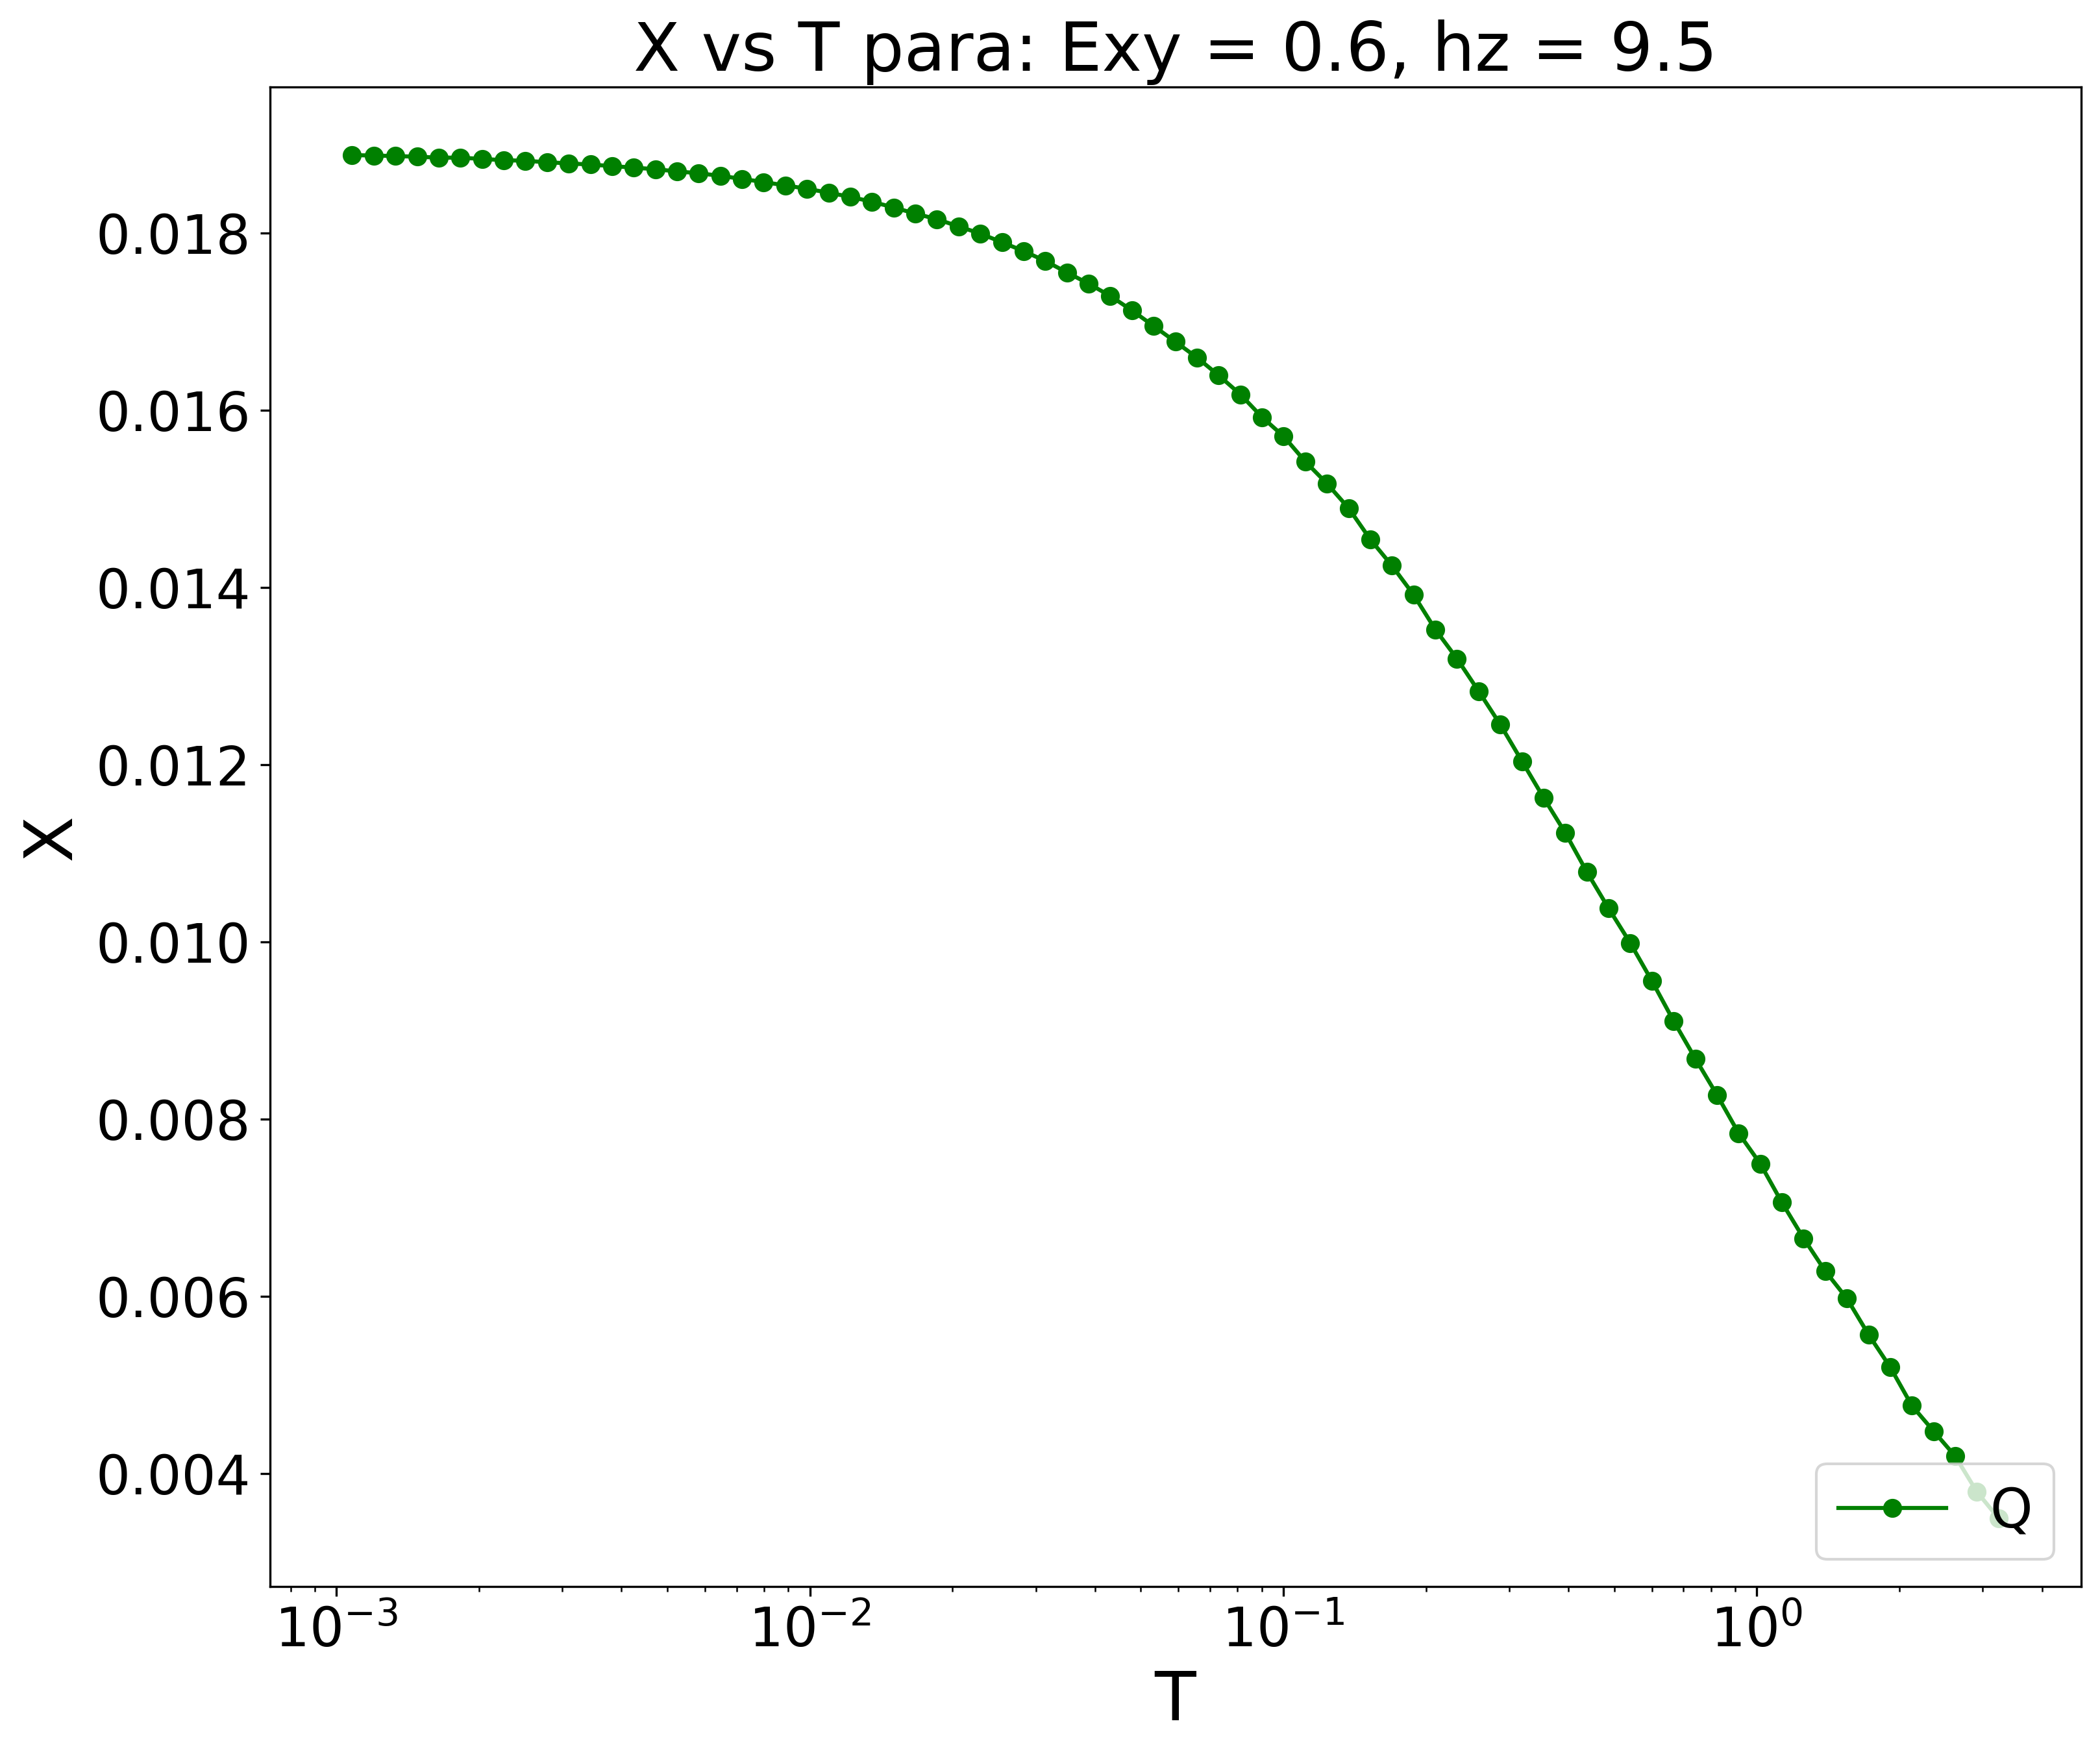 X vs T para: Exy = 0.6, hz = 9.5
X
0.018
0.016
0.014
0.012
0.010
0.008
0.006
0.004
Q
10⁻³ 10⁻² 10⁻¹ 10⁰
T